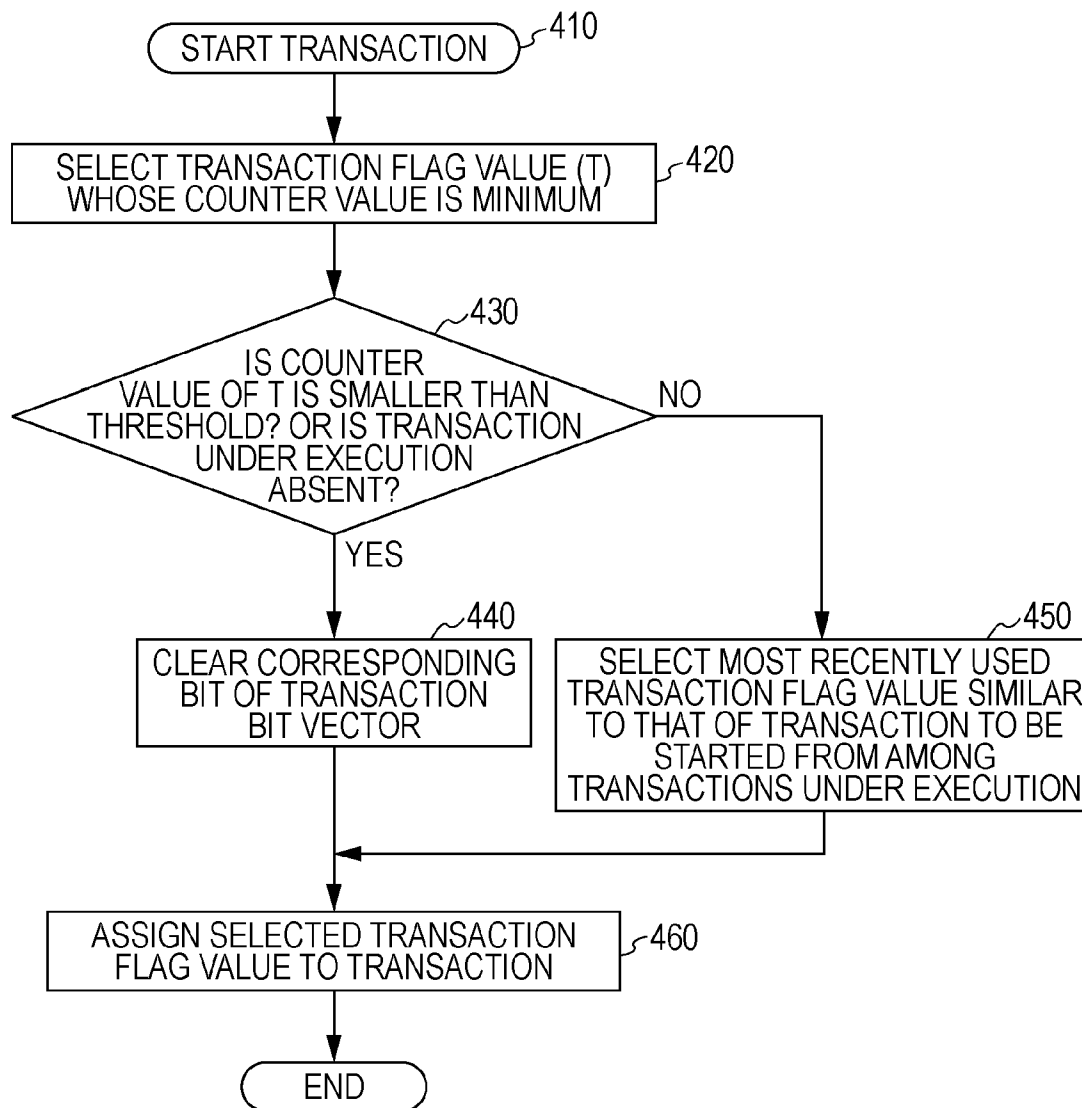 START TRANSACTION
410
SELECT TRANSACTION FLAG VALUE (T)
WHOSE COUNTER VALUE IS MINIMUM
420
430
IS COUNTER
VALUE OF T IS SMALLER THAN
THRESHOLD? OR IS TRANSACTION
UNDER EXECUTION
ABSENT?
NO
YES
440
CLEAR CORRESPONDING
BIT OF TRANSACTION
BIT VECTOR
450
SELECT MOST RECENTLY USED
TRANSACTION FLAG VALUE SIMILAR
TO THAT OF TRANSACTION TO BE
STARTED FROM AMONG
TRANSACTIONS UNDER EXECUTION
ASSIGN SELECTED TRANSACTION
FLAG VALUE TO TRANSACTION
460
END